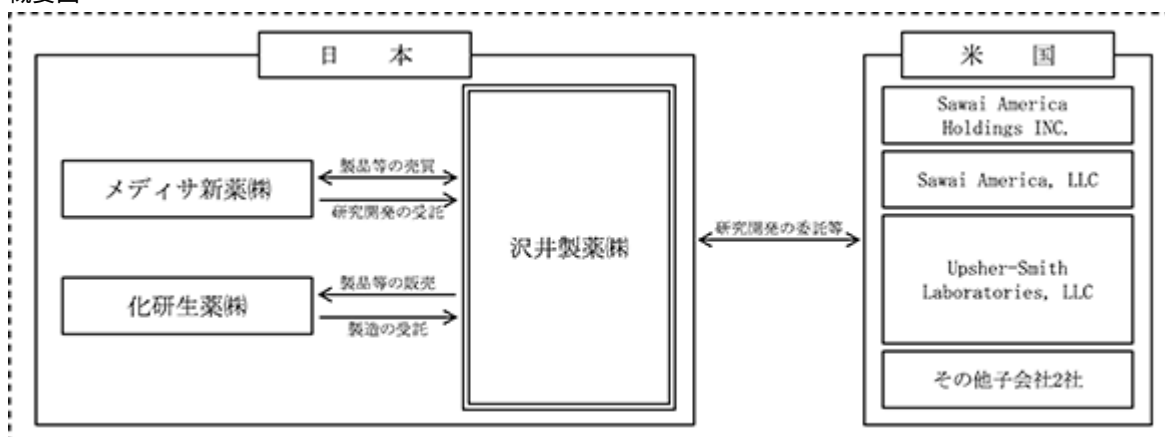 日 本
メディサ新薬㈱
製品等の売買
研究開発の受託
化研生薬㈱
製品等の販売
製造の受託
沢井製薬㈱
研究開発の委託等
米 国
Sawai America
Holdings INC.
Sawai America, LLC
Upsher-Smith
Laboratories, LLC
その他子会社2社